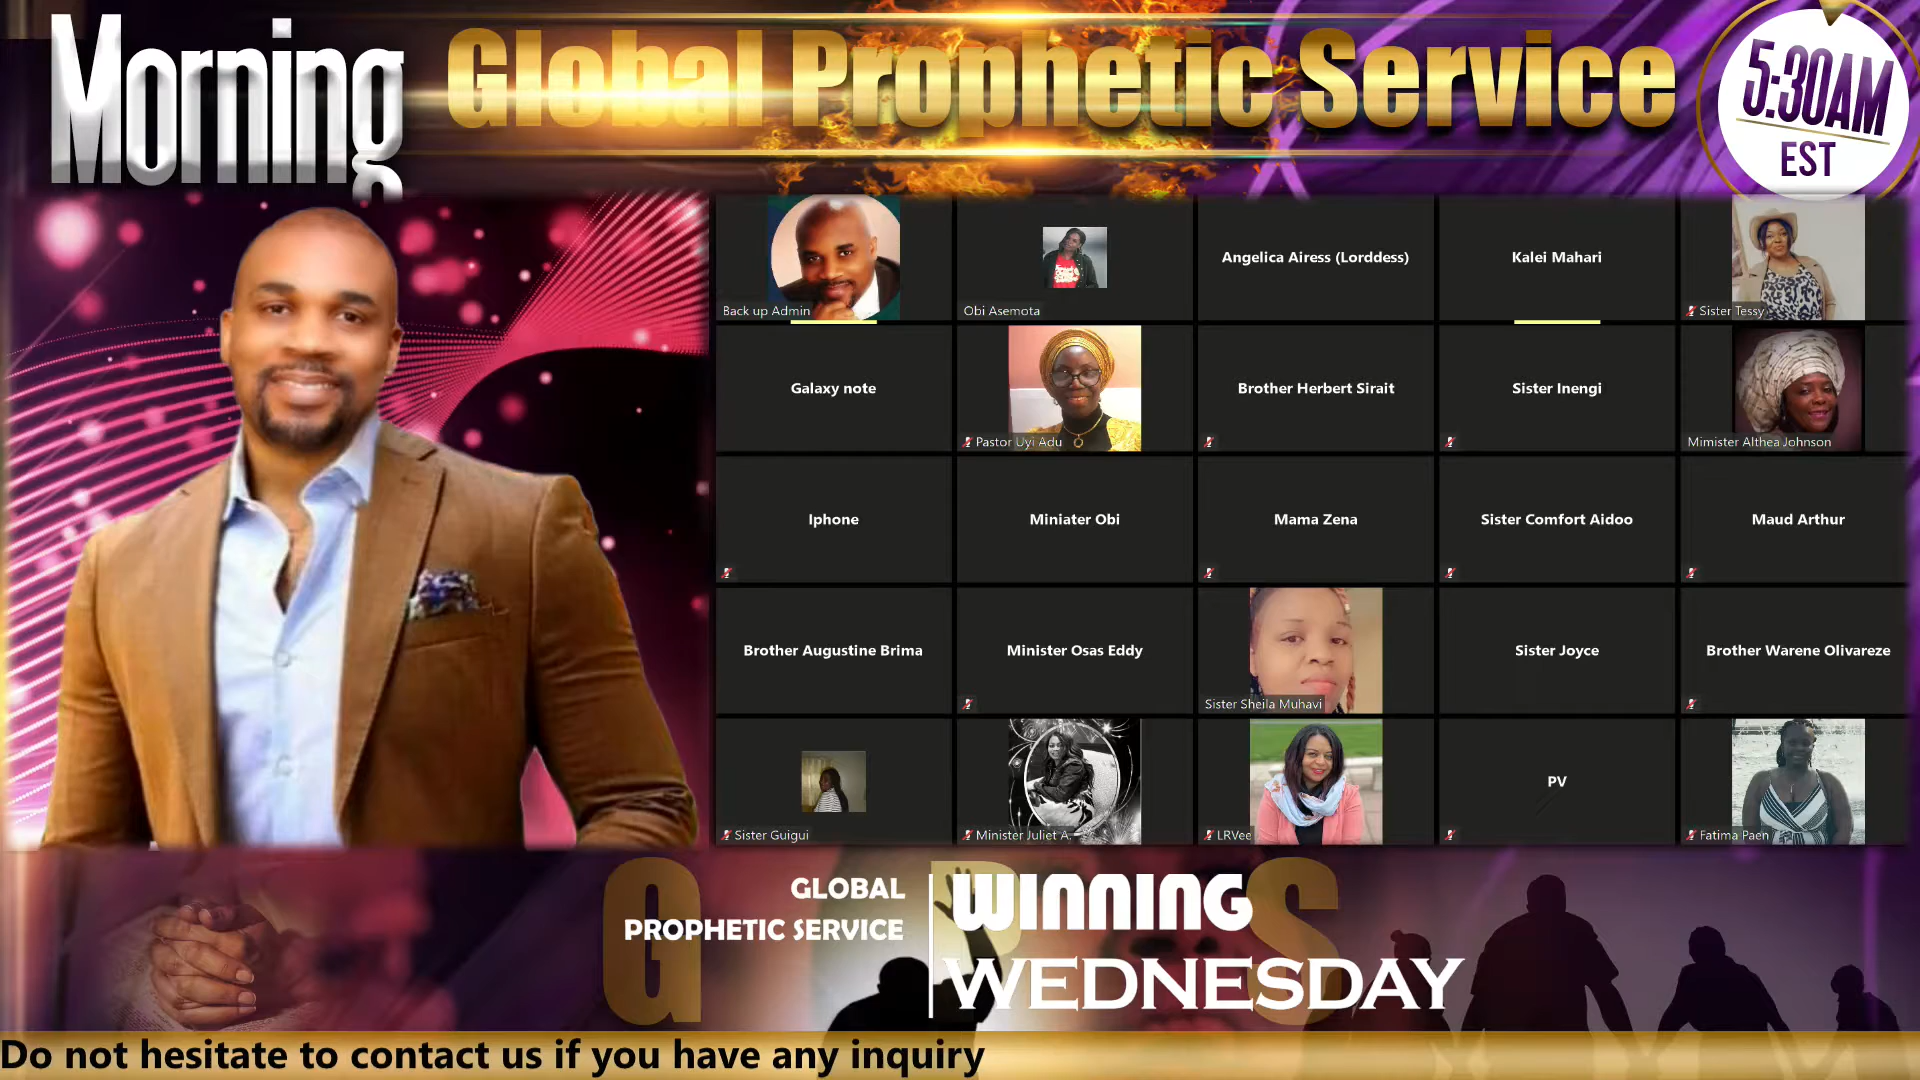 Morning
Global Prophetic Service
5:30AM
EST
Back up Admin
Obi Asemota
Angelica Airess (Lorddess)
Kalei Mahari
Sister Tessy
Galaxy note
Pastor Uyi Adu
Brother Herbert Sirait
Sister Inengi
Mimister Althea Johnson
Iphone
Miniater Obi
Mama Zena
Sister Comfort Aidoo
Maud Arthur
Brother Augustine Brima
Minister Osas Eddy
Sister Sheila Muhavi
Sister Joyce
Brother Warene Olivareze
Sister Guigui
Minister Juliet A.
LRVee
PV
Fatima Paen
GPS
GLOBAL
PROPHETIC SERVICE
WINNING
WEDNESDAY
Do not hesitate to contact us if you have any inquiry